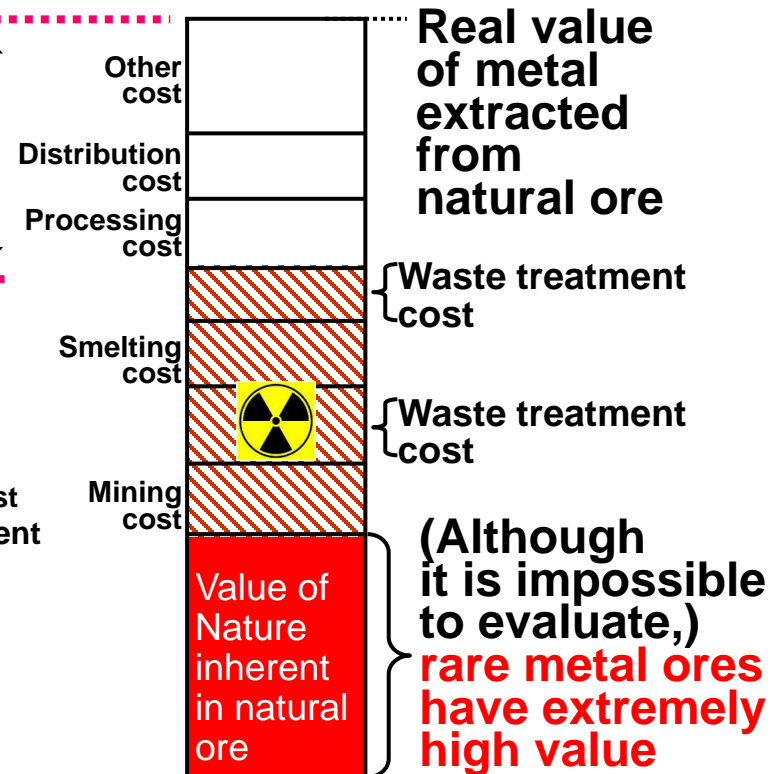 Other
cost
Distribution
cost
Processing
cost
Smelting
cost
Mining
cost
Real value
of metal
extracted
from
natural ore
Waste treatment
cost
Waste treatment
cost
Value of
Nature
inherent
in natural
ore
(Although
it is impossible
to evaluate,)
rare metal ores
have extremely
high value